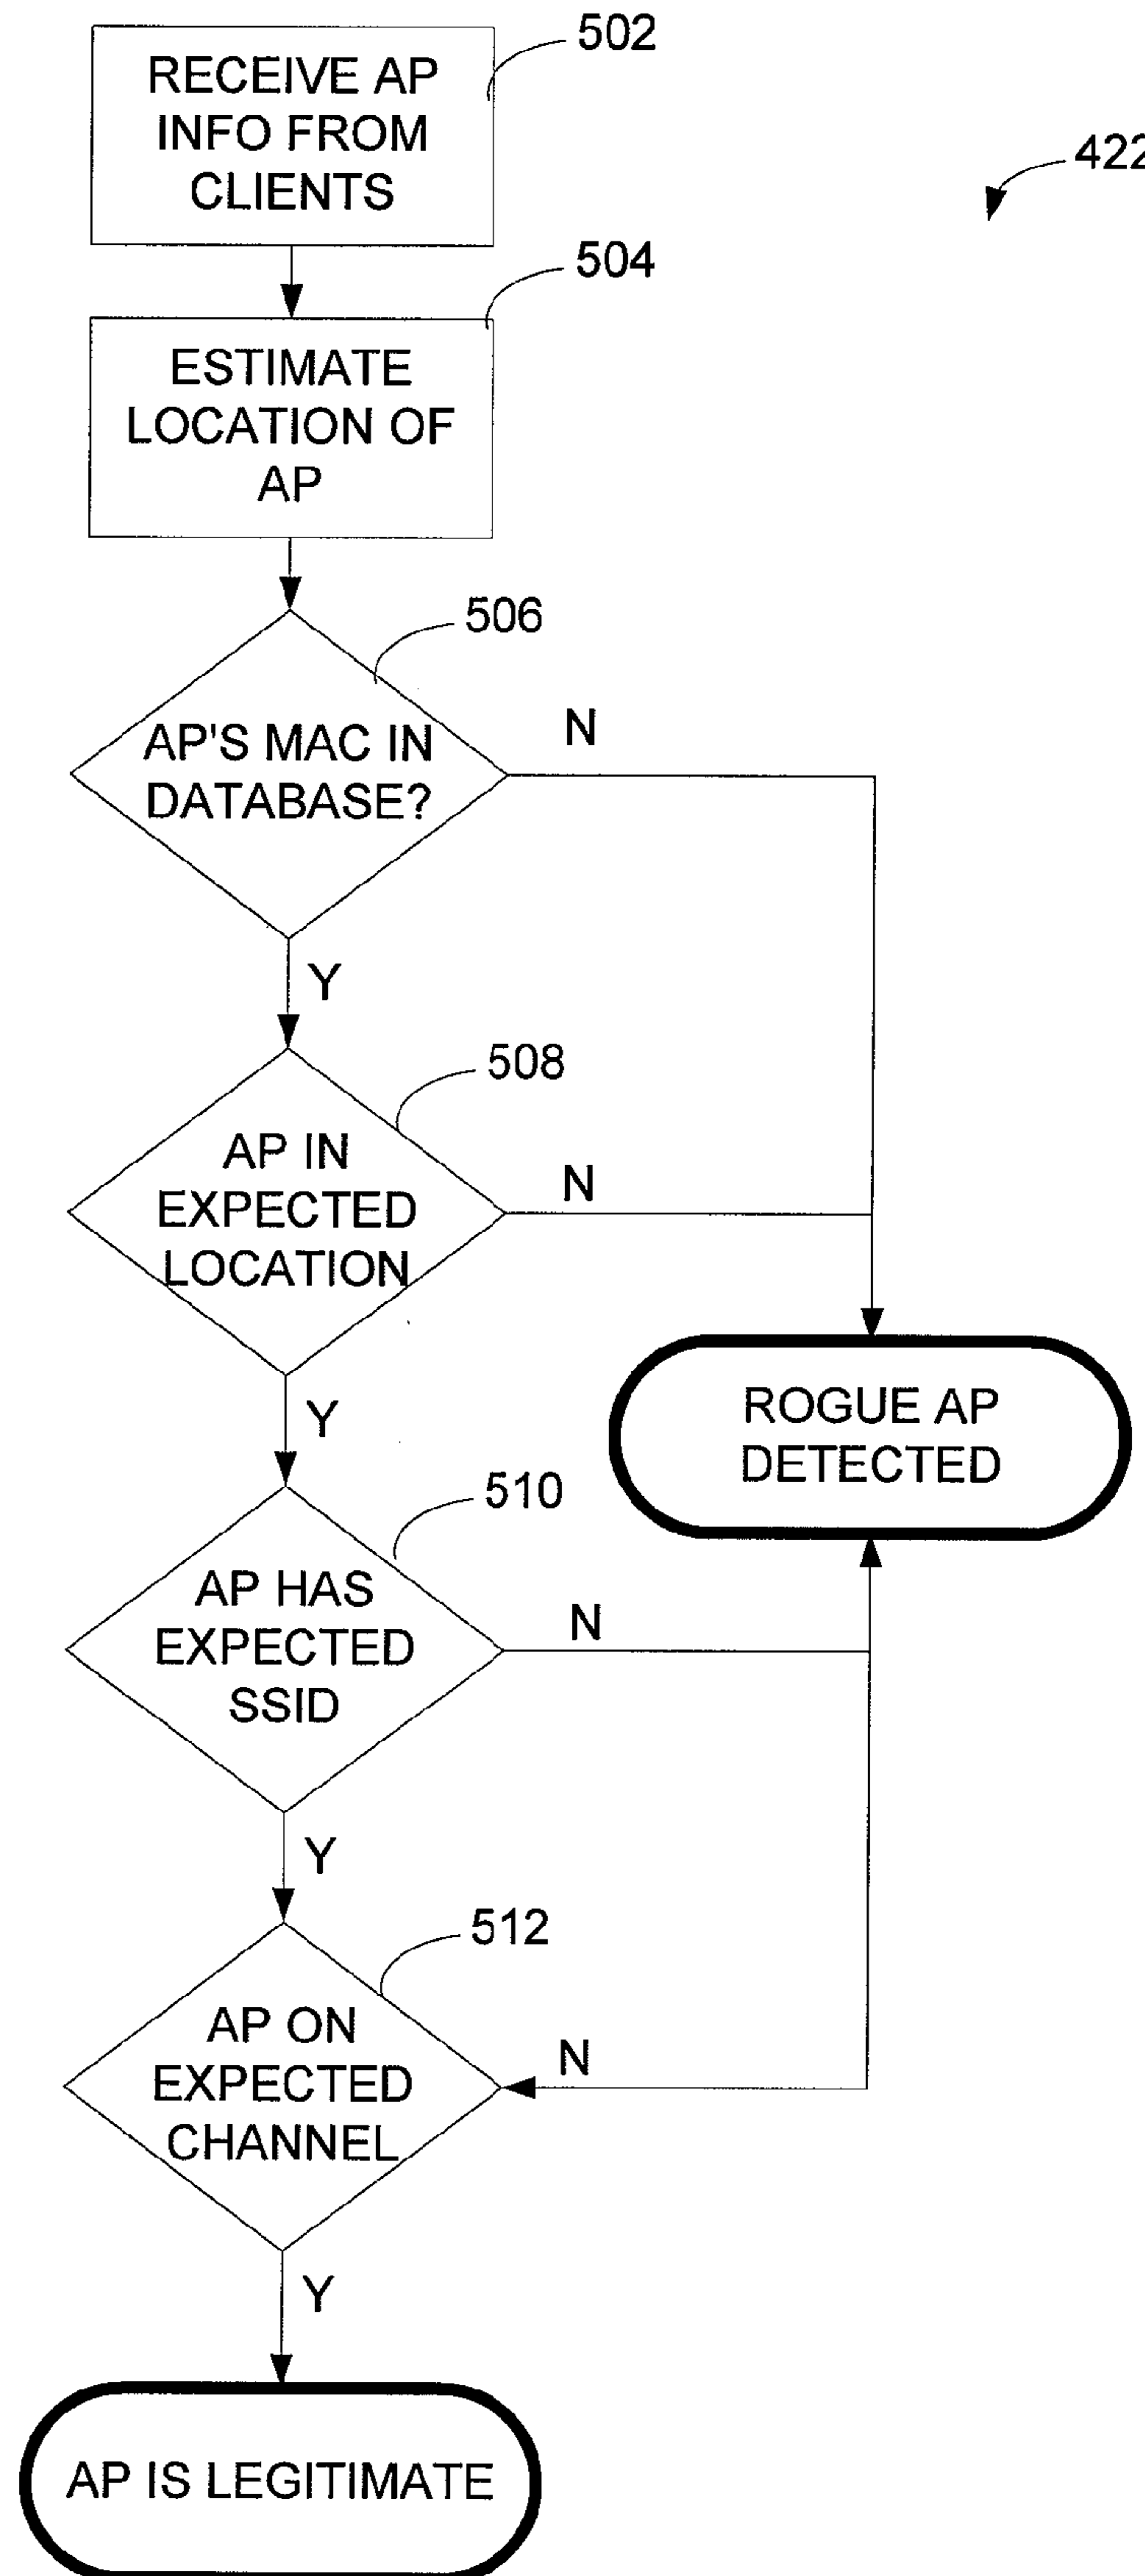 502
RECEIVE AP
INFO FROM
CLIENTS
422
504
ESTIMATE
LOCATION OF
AP
506
AP'S MAC IN
DATABASE?
N
Y
508
AP IN
EXPECTED
LOCATION
N
ROGUE AP
DETECTED
Y
510
AP HAS
EXPECTED
SSID
N
Y
512
AP ON
EXPECTED
CHANNEL
N
Y
AP IS LEGITIMATE